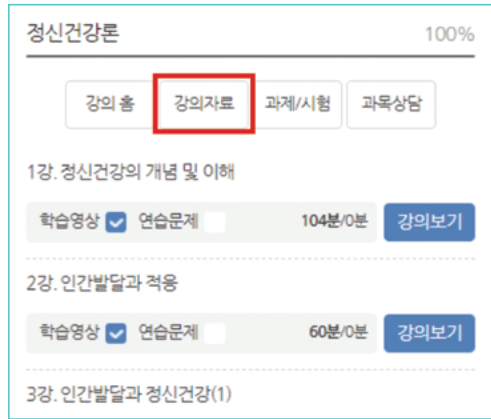 정신건강론 100%
강의 홈 강의자료 과제/시험 과목상담
1강. 정신건강의 개념 및 이해
학습영상 연습문제 104분/0분 강의보기
2강. 인간발달과 적응
학습영상 연습문제 60분/0분 강의보기
3강. 인간발달과 정신건강(1)